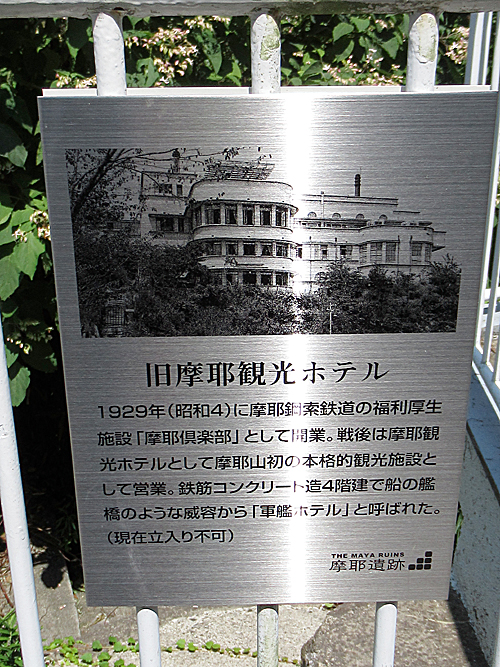 旧摩耶観光ホテル
1929年(昭和4)に摩耶鋼索鉄道の福利厚生
施設「摩耶倶楽部」として開業。戦後は摩耶観
光ホテルとして摩耶山初の本格的観光施設と
して営業。鉄筋コンクリート造4階建で船の艦
橋のような威容から「軍艦ホテル」と呼ばれた。
(現在立入り不可)
THE MAYA RUINS
摩耶遺跡